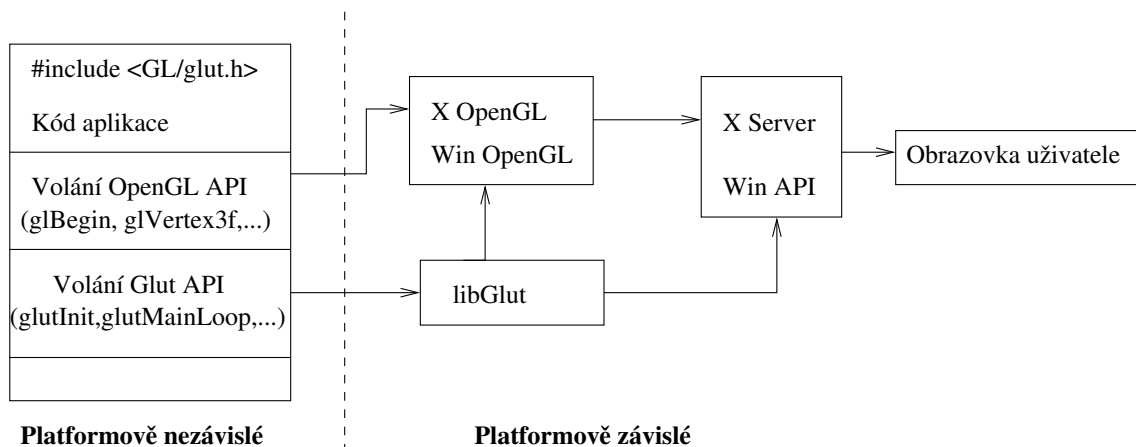 #include <GL/glut.h>
Kód aplikace
Volání OpenGL API
(glBegin, glVertex3f,...)
Volání Glut API
(glutInit,glutMainLoop,...)
Platformově nezávislé
X OpenGL
Win OpenGL
libGlut
X Server
Win API
Obrazovka uživatele
Platformově závislé